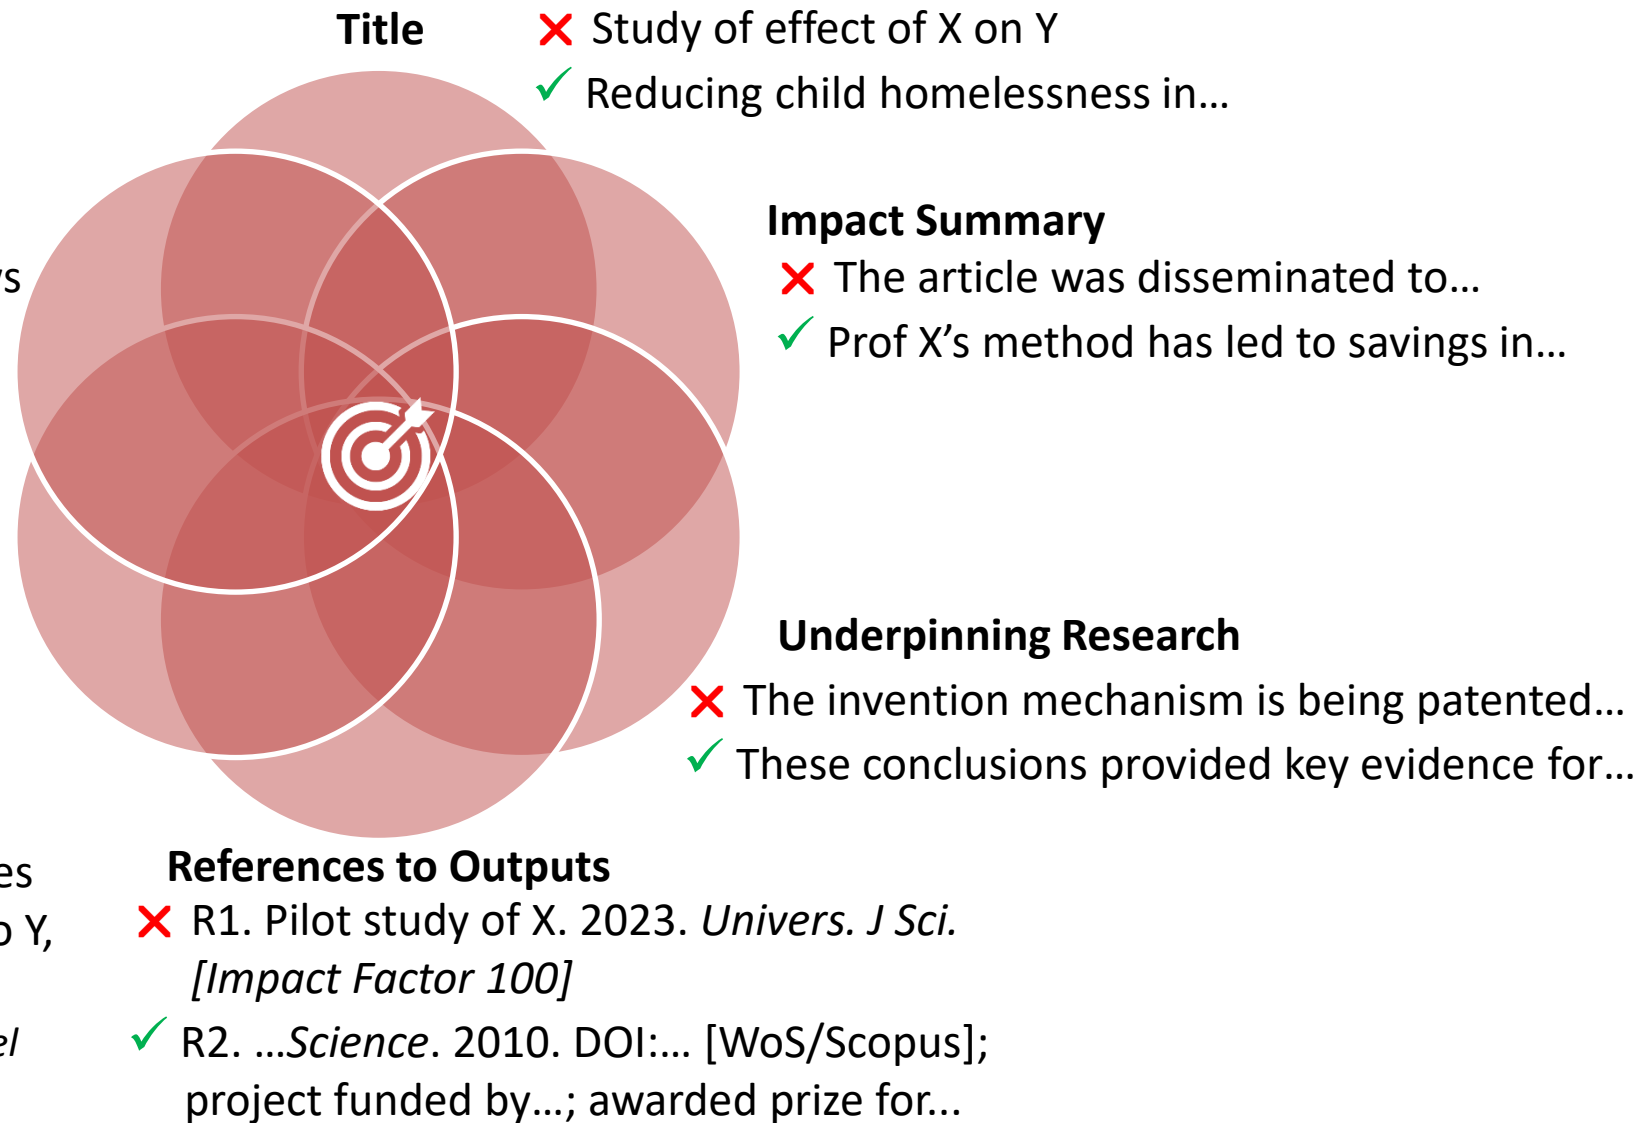 Title
❌ Study of effect of X on Y
✓ Reducing child homelessness in…
Impact Summary
❌ The article was disseminated to…
✓ Prof X’s method has led to savings in…
Underpinning Research
❌ The invention mechanism is being patented…
✓ These conclusions provided key evidence for…
References to Outputs
❌ R1. Pilot study of X. 2023. Univers. J Sci.
[Impact Factor 100]
✓ R2. …Science. 2010. DOI:… [WoS/Scopus];
project funded by…; awarded prize for...
Y,